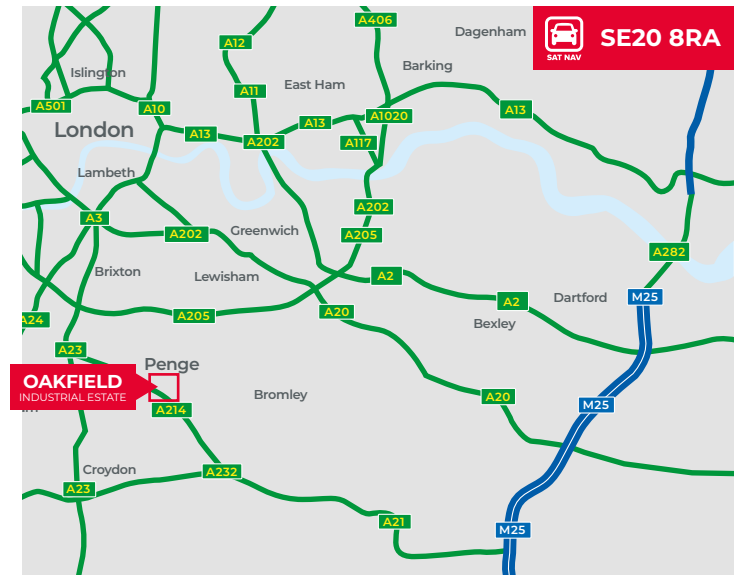 A406
Dagenham
SAT NAV
SE20 8RA
A12
Islington
Barking
East Ham
A11
A501
A10
A13
A1020
London
A13
A13
A202
A117
Lambeth
A202
A3
A202
Greenwich
A205
A282
Brixton
Lewisham
A2
A2
Dartford
M25
A24
A205
A20
Bexley
A23
Penge
OAKFIELD
INDUSTRIAL ESTATE
A214
Bromley
A20
M25
Croydon
A232
A23
A21
M25